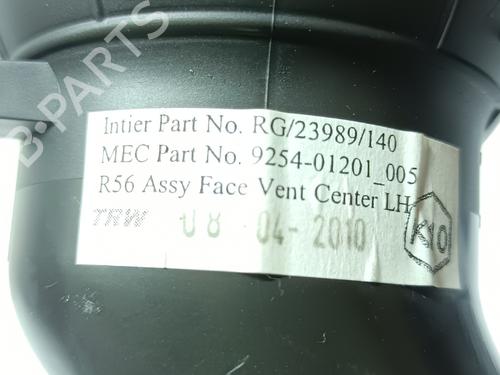 B-PARTS
Intier Part No. RG/23989/140
MEC Part No. 9254-01201_005
R56 Assy Face Vent Center LH
TRW 08 -04- 2010
K10